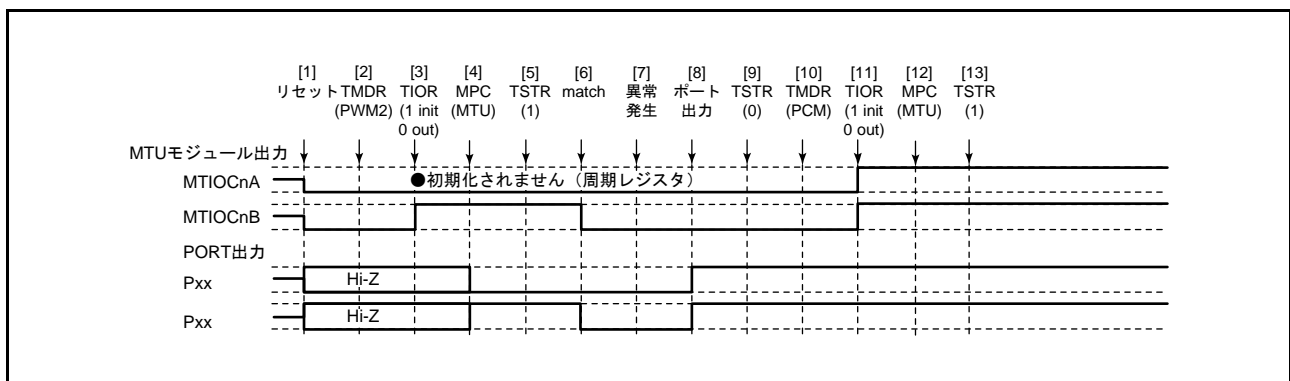 [1] [2] [3] [4] [5] [6] [7] [8] [9] [10] [11] [12] [13]
リセット TMDR TIOR MPC TSTR match 異常 ポート TSTR TMDR TIOR MPC TSTR
(PWM2) (1 init (MTU) (1) 発生 出力 (0) (PCM) (1 init (MTU) (1)
0 out) 0 out)
MTUモジュール出力
MTIOCnA ●初期化されません（周期レジスタ）
MTIOCnB
PORT出力
Pxx Hi-Z
Pxx Hi-Z